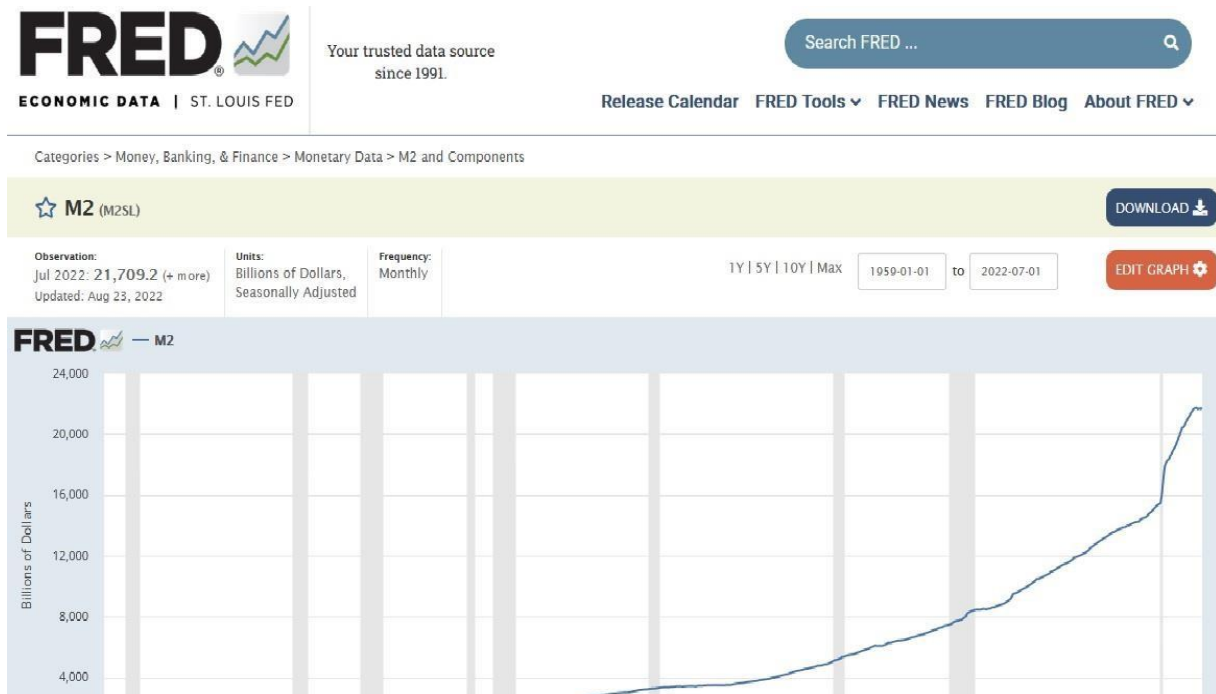 FRED®
ECONOMIC DATA | ST. LOUIS FED
Your trusted data source
since 1991.
Search FRED ...
Release Calendar FRED Tools FRED News FRED Blog About FRED
Categories > Money, Banking, & Finance > Monetary Data > M2 and Components
M2 (M2SL)
DOWNLOAD
Observation:
Jul 2022: 21,709.2 (+ more)
Updated: Aug 23, 2022
Units:
Billions of Dollars,
Seasonally Adjusted
Frequency:
Monthly
1Y | 5Y | 10Y | Max 1959-01-01 to 2022-07-01
EDIT GRAPH
FRED — M2
24,000
20,000
16,000
12,000
8,000
4,000
Billions of Dollars